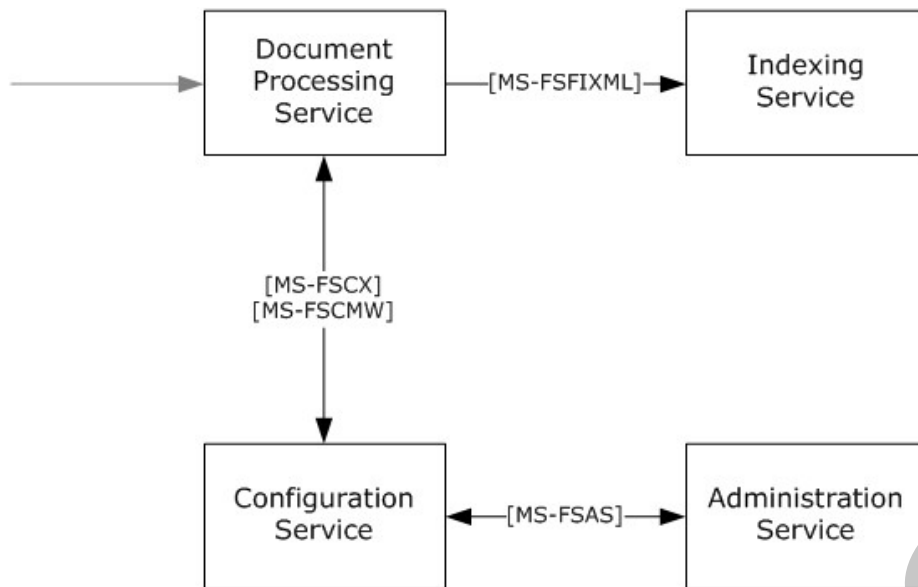 Document
Processing
Service
[MS-FSFIXML]
Indexing
Service
[MS-FSCX]
[MS-FSCMW]
Configuration
Service
[MS-FSAS]
Administration
Service